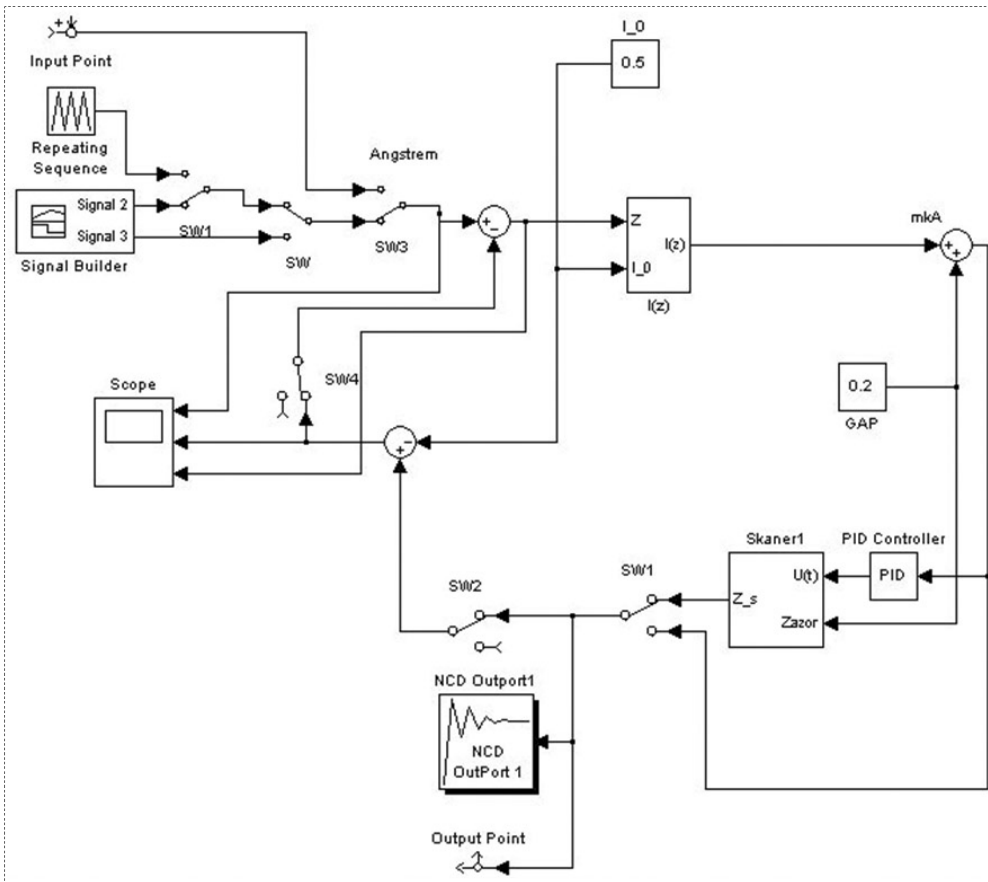 I_0
0.5
Input Point
Repeating
Sequence
Angstrem
Signal 2
Signal 3
Signal Builder
SW1
SW
SW3
Z
I(z)
I_0
I(z)
mkA
Scope
SW4
0.2
GAP
Skaner1
PID Controller
U(t)
PID
Z_s
Zazor
SW2
SW1
NCD Outport1
NCD
OutPort 1
Output Point